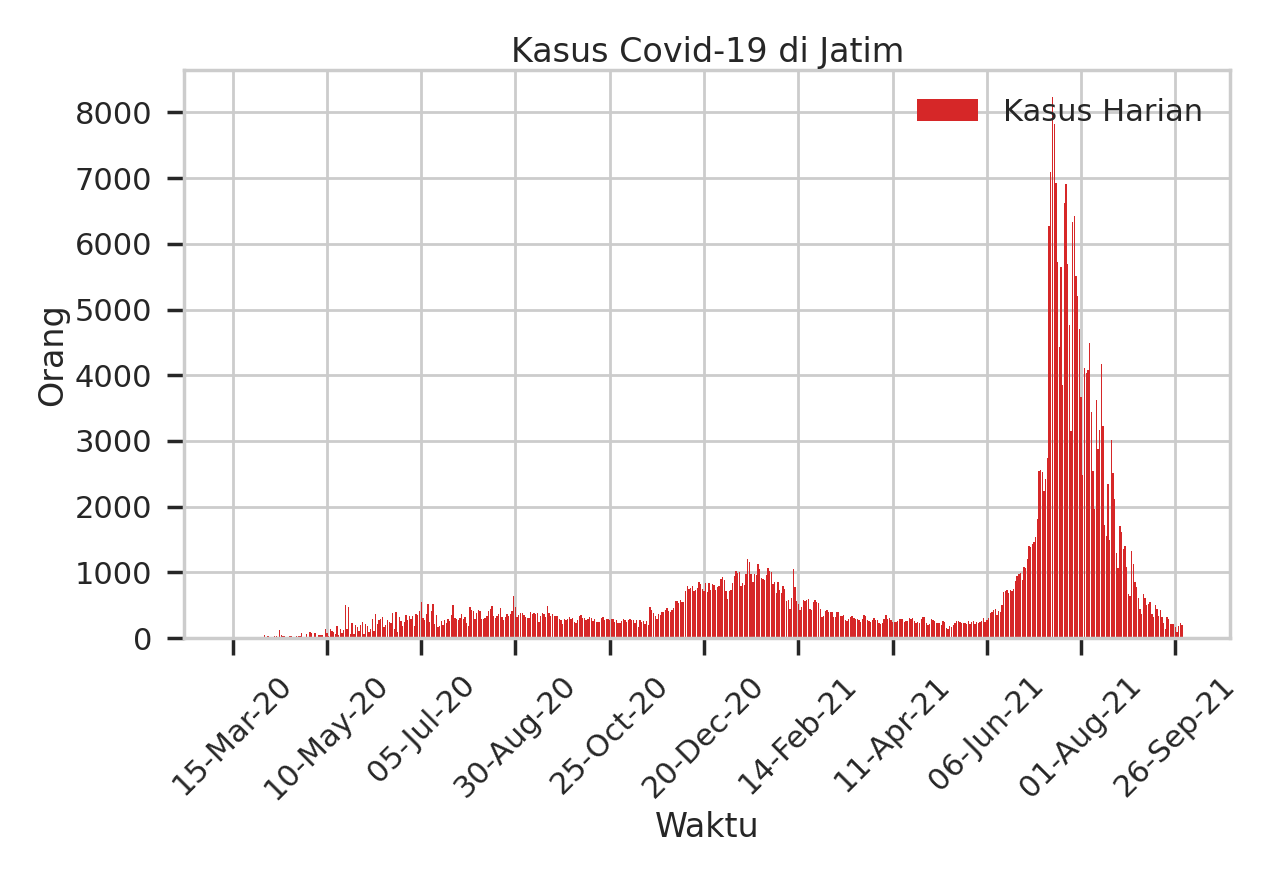 Kasus Covid-19 di Jatim
Kasus Harian
8000
7000
6000
5000
4000
3000
2000
1000
0
Orang
15-Mar-20
10-May-20
05-Jul-20
30-Aug-20
25-Oct-20
20-Dec-20
14-Feb-21
11-Apr-21
06-Jun-21
01-Aug-21
26-Sep-21
Waktu